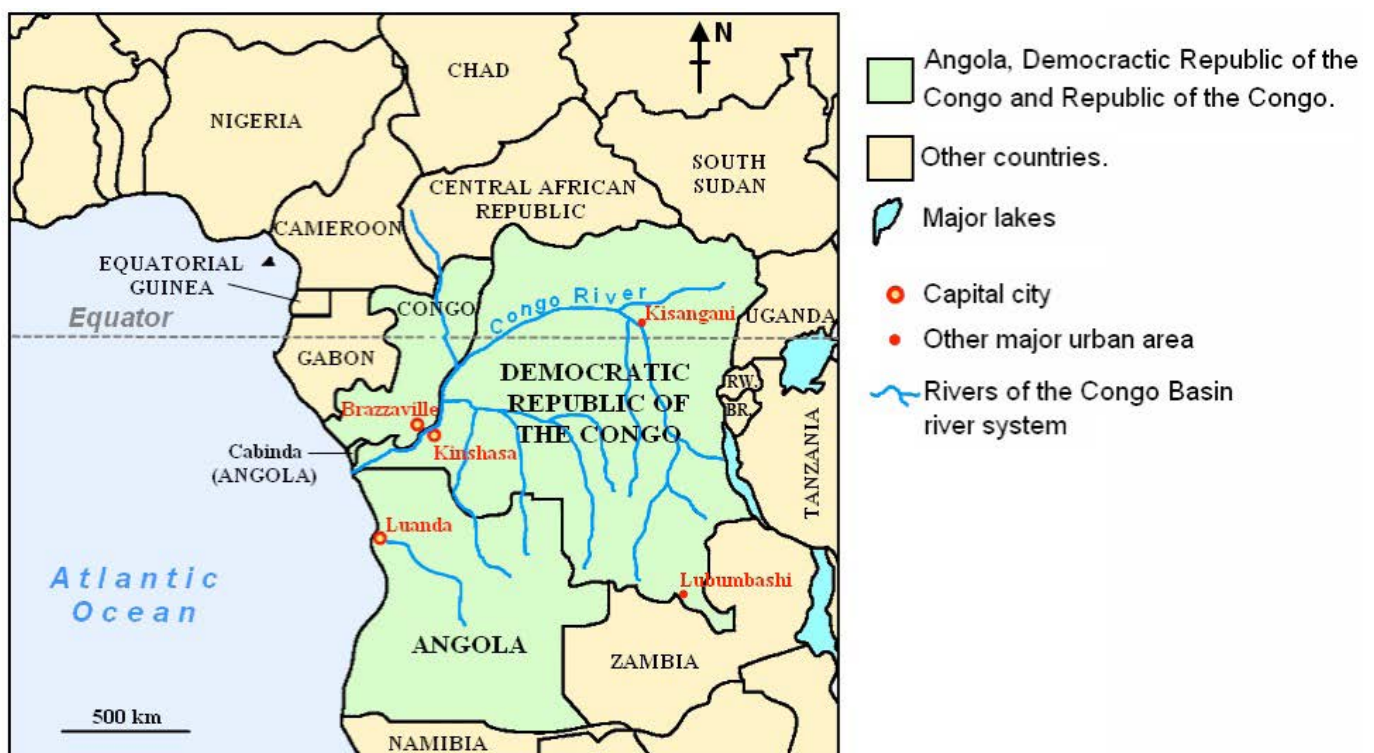 N
CHAD
NIGERIA
SOUTH
SUDAN
CENTRAL AFRICAN
REPUBLIC
CAMEROON
EQUATORIAL
GUINEA
CONGO
Congo River
Kisangani
UGANDA
Equator
GABON
DEMOCRATIC
REPUBLIC OF
THE CONGO
RW.
BR.
Brazzaville
Kinshasa
Cabinda
(ANGOLA)
TANZANIA
Luanda
Atlantic
Ocean
Lubumbashi
ANGOLA
ZAMBIA
500 km
NAMIBIA
Angola, Democractic Republic of the
Congo and Republic of the Congo.
Other countries.
Major lakes
Capital city
Other major urban area
Rivers of the Congo Basin
river system